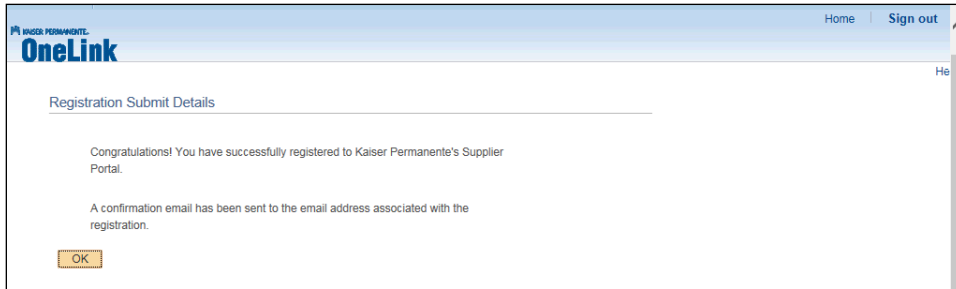 Home Sign out
KAISER PERMANENTE.
OneLink
He
Registration Submit Details
Congratulations! You have successfully registered to Kaiser Permanente's Supplier
Portal.
A confirmation email has been sent to the email address associated with the
registration.
OK